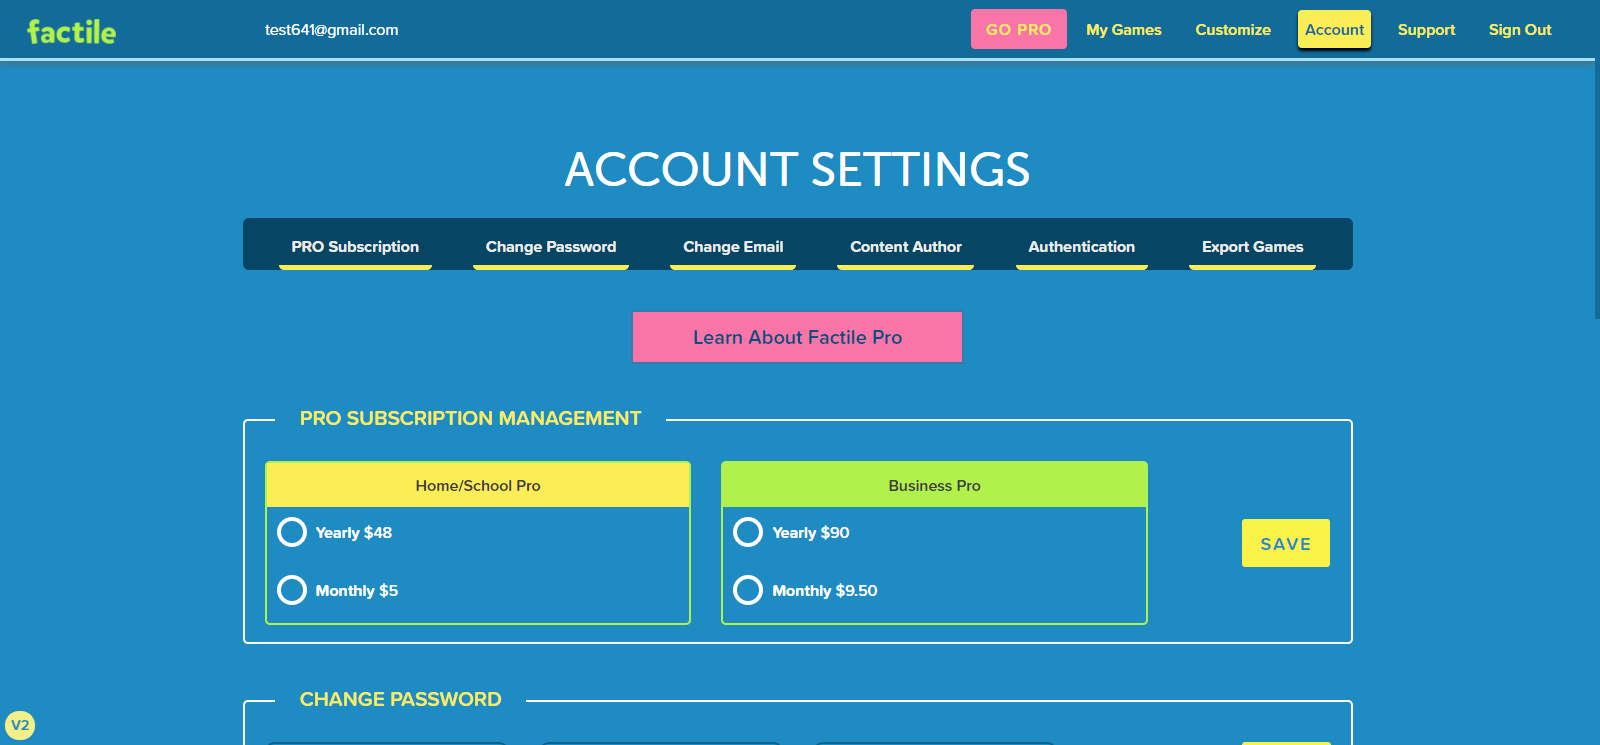 factile
test641@gmail.com
GO PRO
My Games
Customize
Account
Support
Sign Out
ACCOUNT SETTINGS
PRO Subscription
Change Password
Change Email
Content Author
Authentication
Export Games
Learn About Factile Pro
PRO SUBSCRIPTION MANAGEMENT
Home/School Pro
Yearly $48
Monthly $5
Business Pro
Yearly $90
Monthly $9.50
SAVE
CHANGE PASSWORD
V2